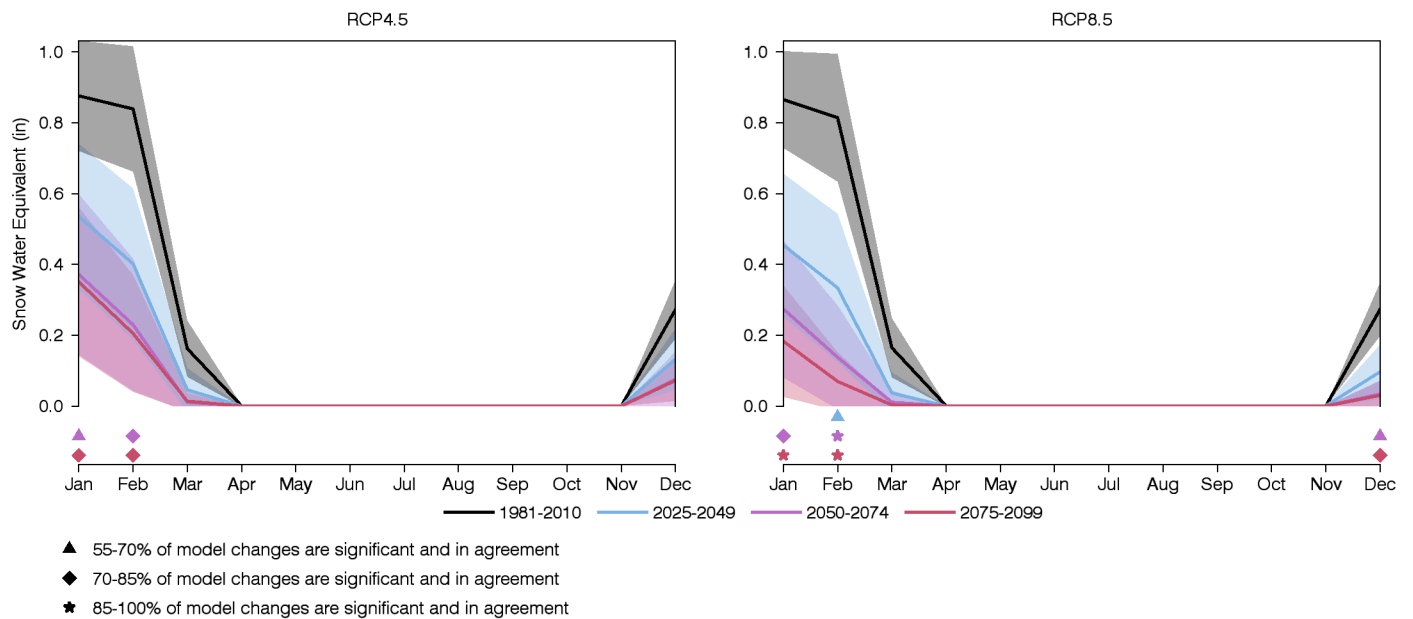 RCP4.5
RCP8.5
Snow Water Equivalent (in)
1.0
0.8
0.6
0.4
0.2
0.0
1.0
0.8
0.6
0.4
0.2
0.0
Jan Feb Mar Apr May Jun Jul Aug Sep Oct Nov Dec
Jan Feb Mar Apr May Jun Jul Aug Sep Oct Nov Dec
1981-2010 2025-2049 2050-2074 2075-2099
55-70% of model changes are significant and in agreement
70-85% of model changes are significant and in agreement
85-100% of model changes are significant and in agreement